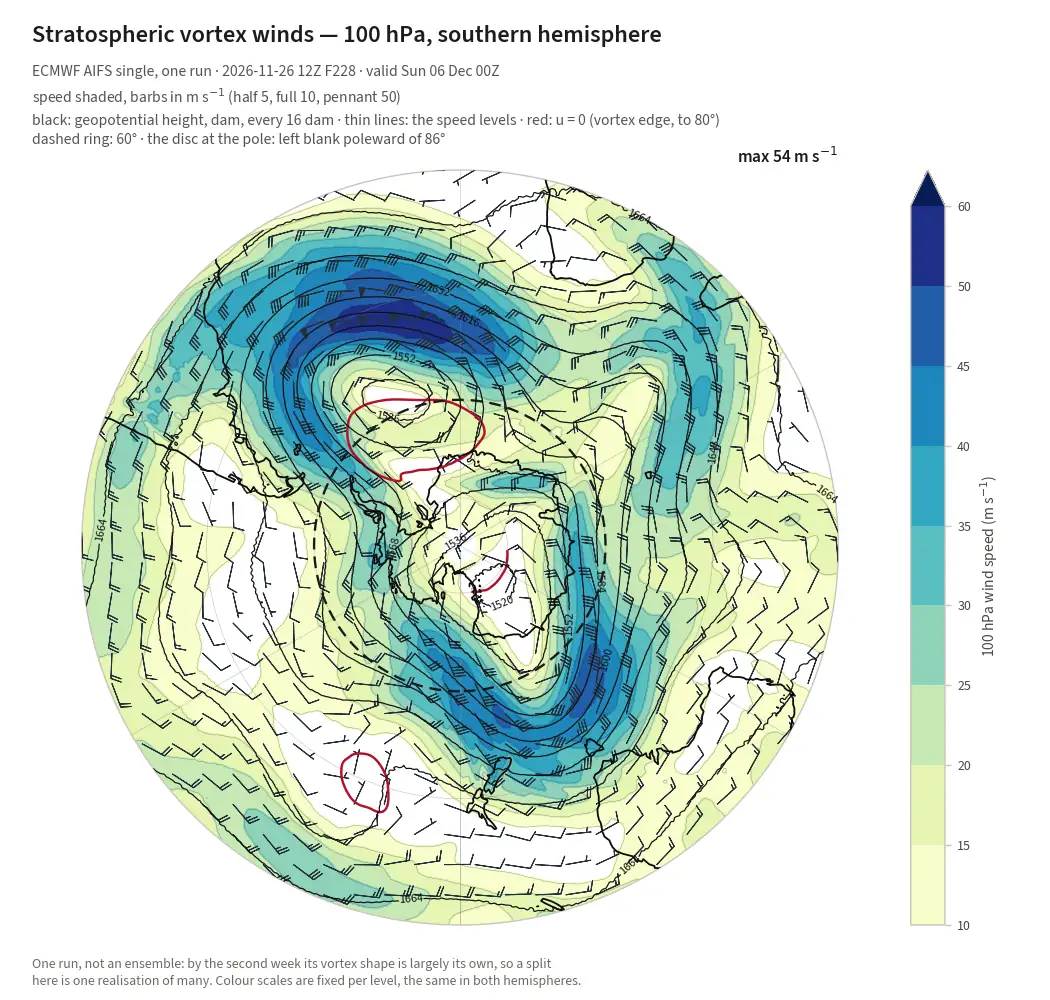 Stratospheric vortex winds — 100 hPa, southern hemisphere
ECMWF AIFS single, one run · 2026-11-26 12Z F228 · valid Sun 06 Dec 00Z
speed shaded, barbs in m s⁻¹ (half 5, full 10, pennant 50)
black: geopotential height, dam, every 16 dam · thin lines: the speed levels · red: u = 0 (vortex edge, to 80°)
dashed ring: 60° · the disc at the pole: left blank poleward of 86°
max 54 m s⁻¹
1664
1632
1616
1552
1648
1664
1664
1536
1520
1552
1600
1664
60
50
45
40
35
30
25
20
15
10
100 hPa wind speed (m s⁻¹)
One run, not an ensemble: by the second week its vortex shape is largely its own, so a split
here is one realisation of many. Colour scales are fixed per level, the same in both hemispheres.